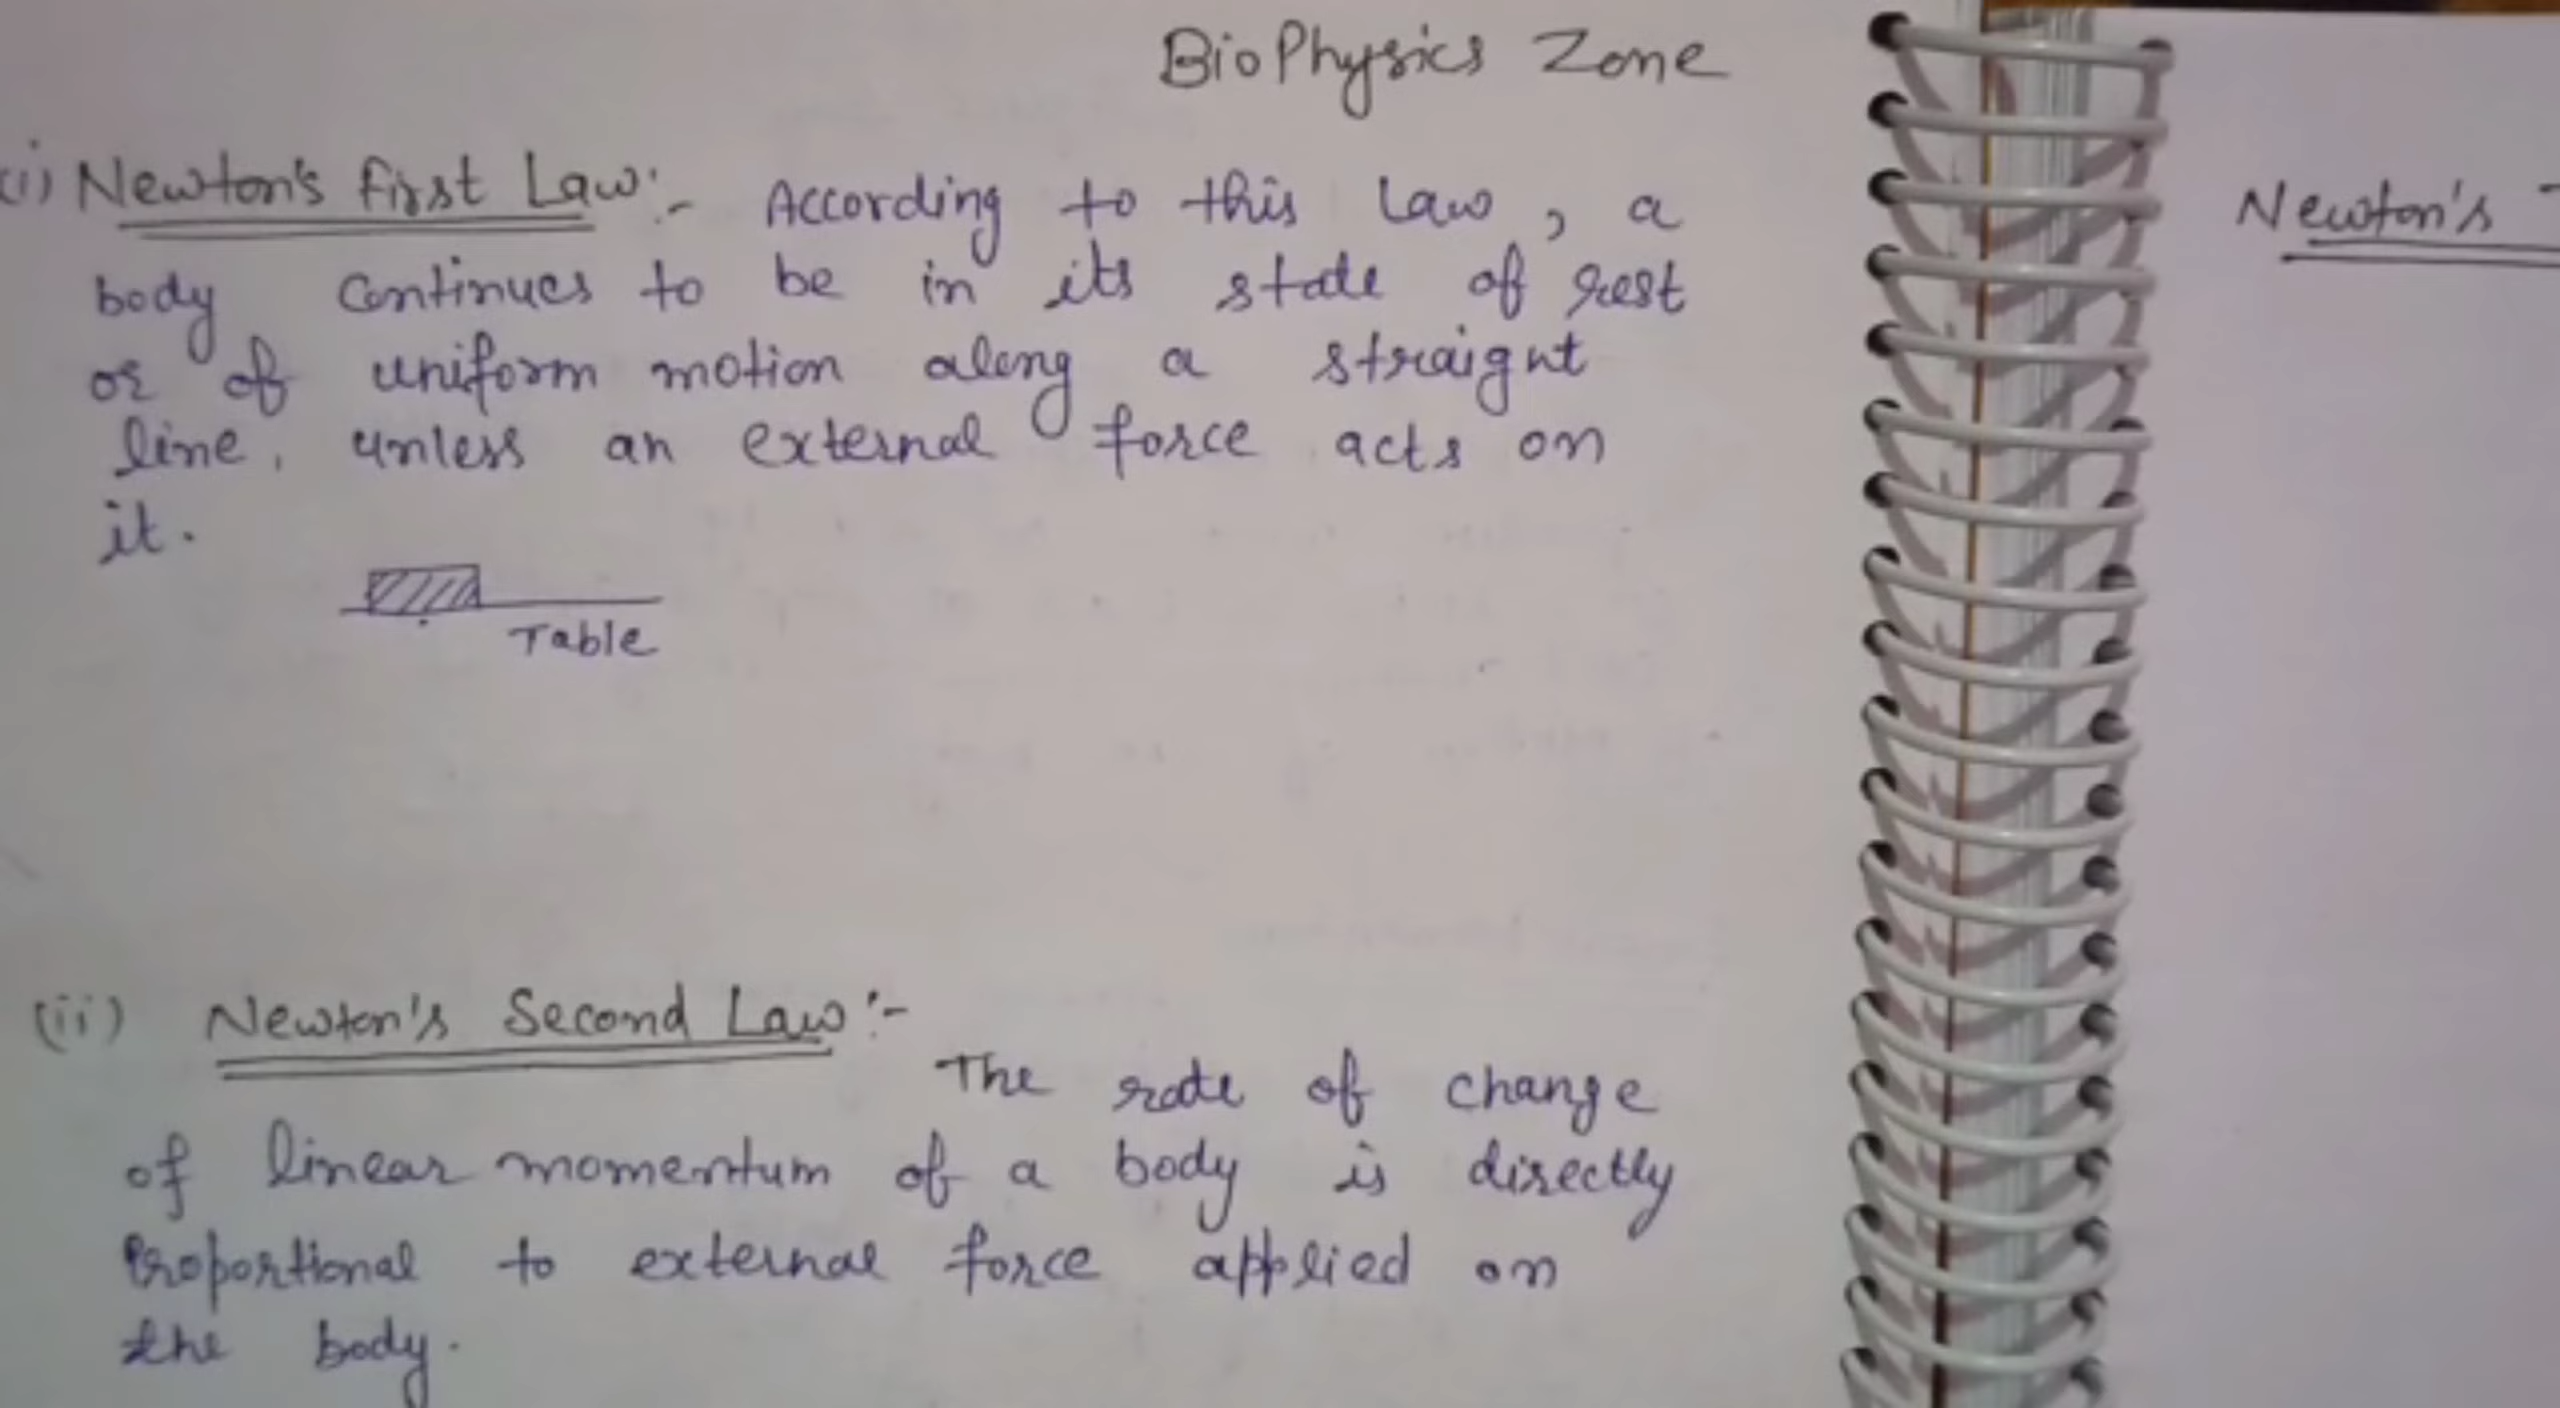 BioPhysics Zone
(i) Newton's first Law:- According to this law, a
body continues to be in its state of rest
or of uniform motion along a straight
line, unless an external force acts on
it.
Table
(ii) Newton's Second Law:-
The rate of change
of linear momentum of a body is directly
proportional to external force applied on
the body.
Newton's